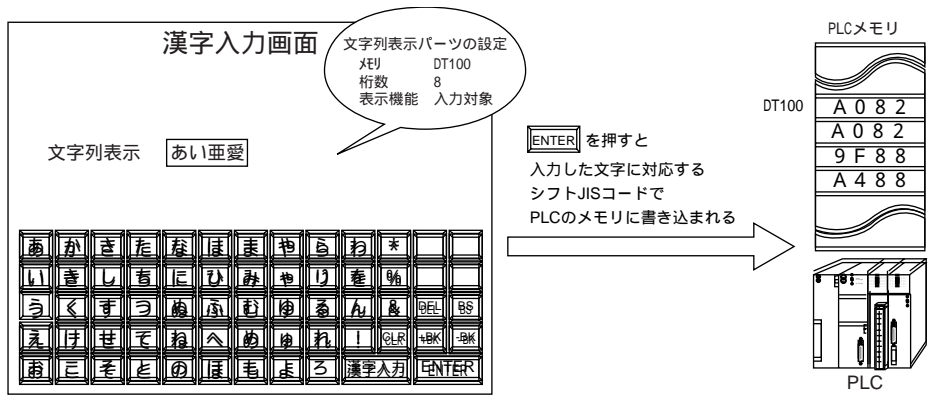 漢字入力画面
文字列表示パーツの設定
ﾒﾓﾘ DT100
桁数 8
表示機能 入力対象
文字列表示 あい亜愛
ENTER を押すと
入力した文字に対応する
シフトJISコードで
PLCのメモリに書き込まれる
PLCメモリ
DT100 A082
A082
9F88
A488
PLC
あ か さ た な は ま や ら わ *
い き し ち に ひ み ゃ り を %
う く す つ ぬ ふ む ゆ る ん & DEL BS
え け せ て ね へ め ゅ れ ! CLR +BK -BK
お こ そ と の ほ も よ ろ 漢字入力 ENTER